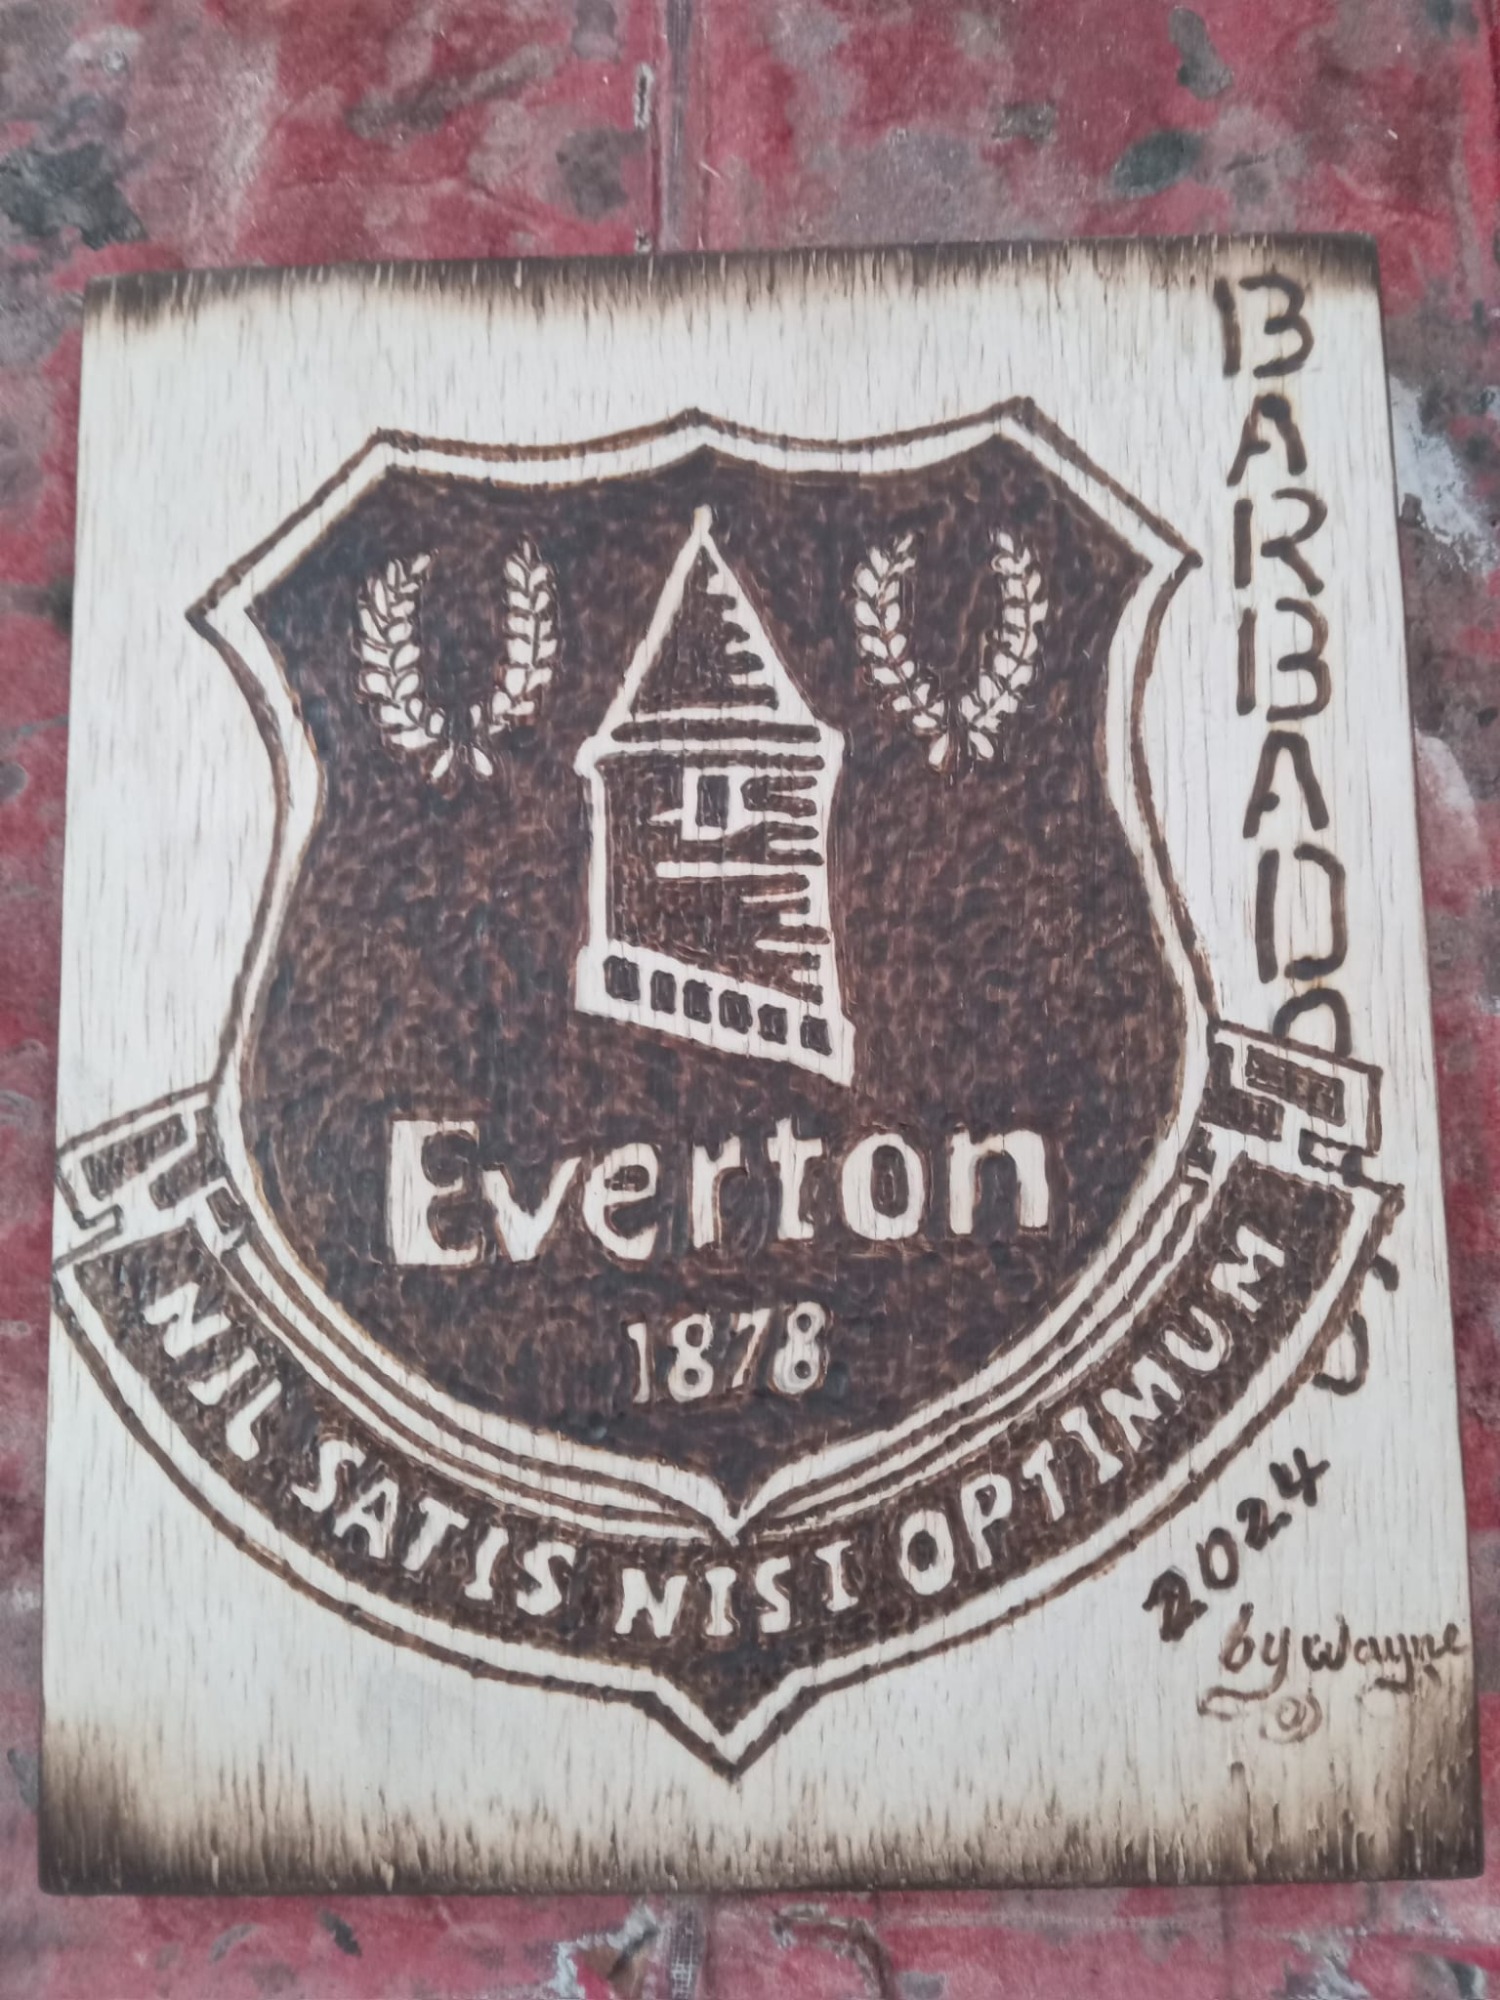 BARBADOS
Everton
1878
NIL SATIS NISI OPTIMUM
2024
by Wayne